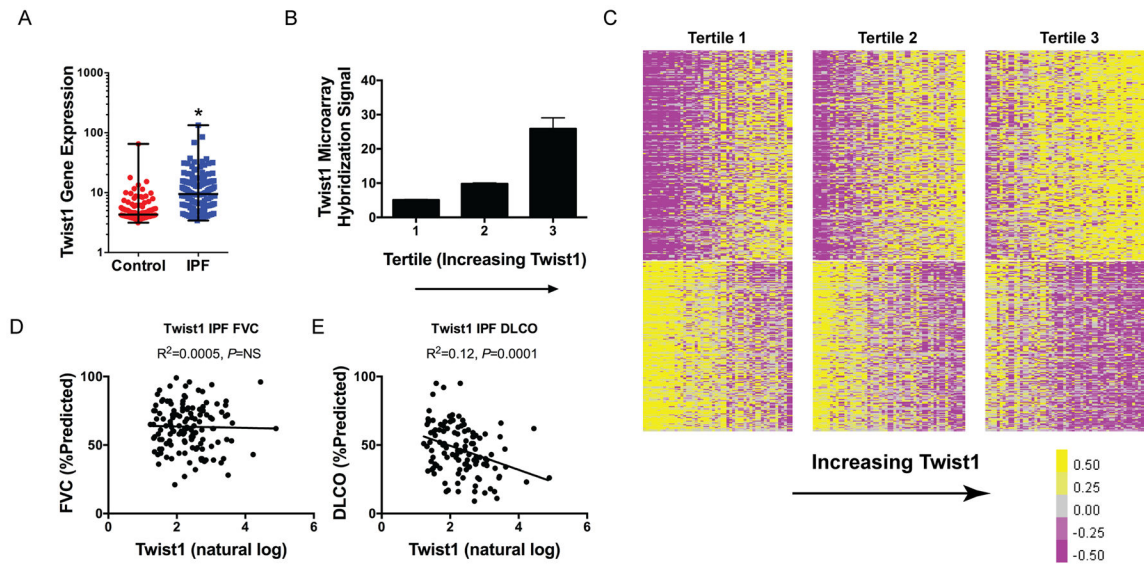 A
Twist1 Gene Expression
1000
100
10
1
*
Control
IPF
B
Twist1 Microarray
Hybridization Signal
40
30
20
10
0
1
2
3
Tertile (Increasing Twist1)
C
Tertile 1
Tertile 2
Tertile 3
Increasing Twist1
0.50
0.25
0.00
-0.25
-0.50
D
Twist1 IPF FVC
R²=0.0005, P=NS
FVC (%Predicted)
100
50
0
0
2
4
6
Twist1 (natural log)
E
Twist1 IPF DLCO
R²=0.12, P=0.0001
DLCO (%Predicted)
100
50
0
0
2
4
6
Twist1 (natural log)